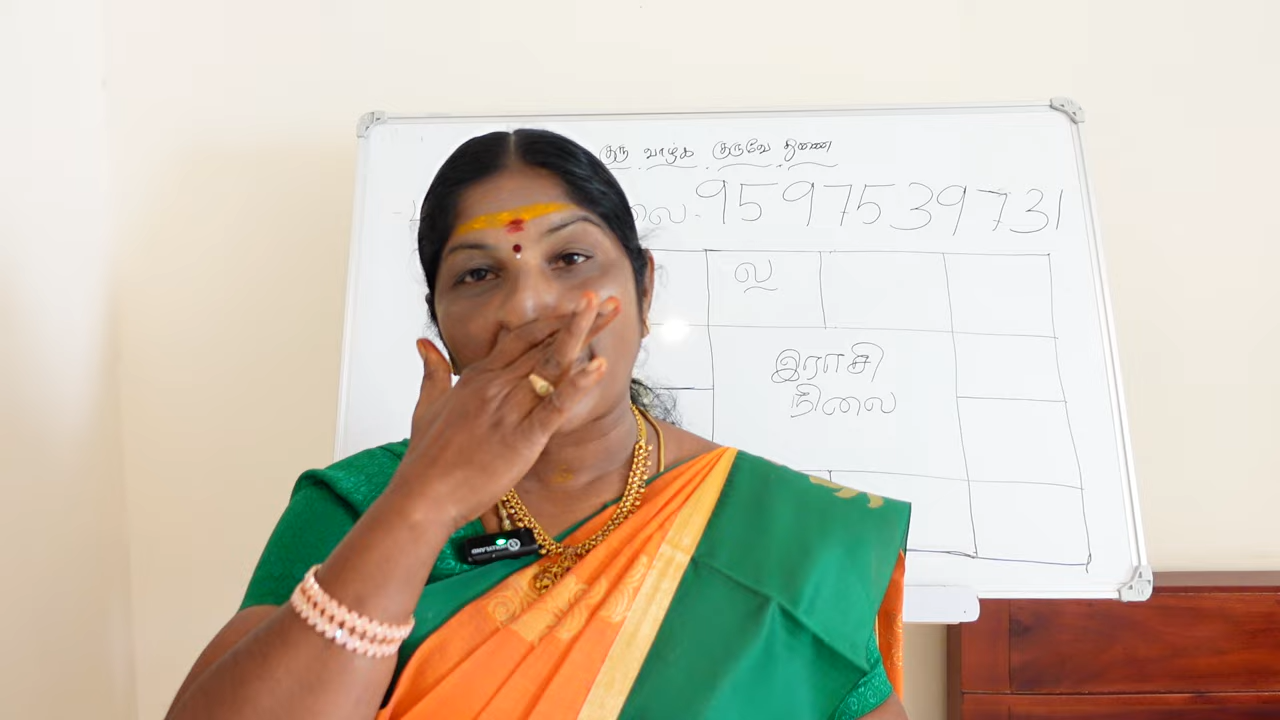 குரு வாழ்க குருவே துணை
9597539731
ல
இராசி
நிலை